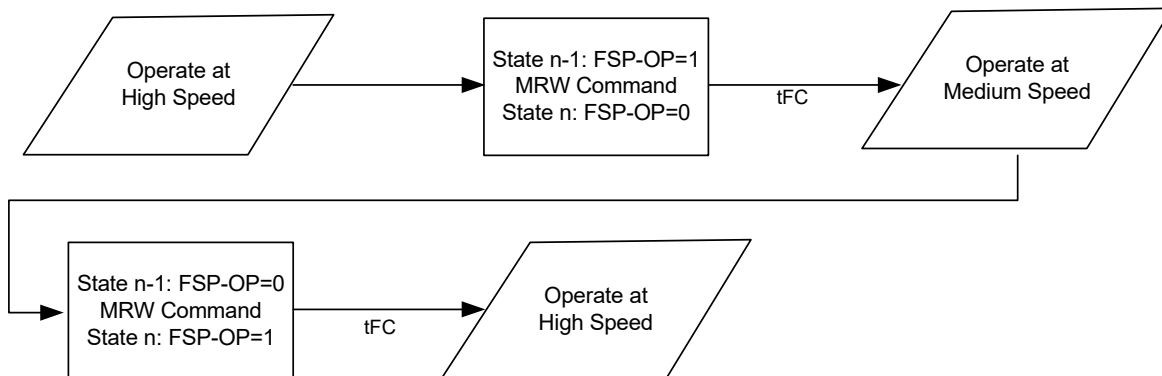 Operate at
High Speed
State n-1: FSP-OP=1
MRW Command
State n: FSP-OP=0
tFC
Operate at
Medium Speed
State n-1: FSP-OP=0
MRW Command
State n: FSP-OP=1
tFC
Operate at
High Speed